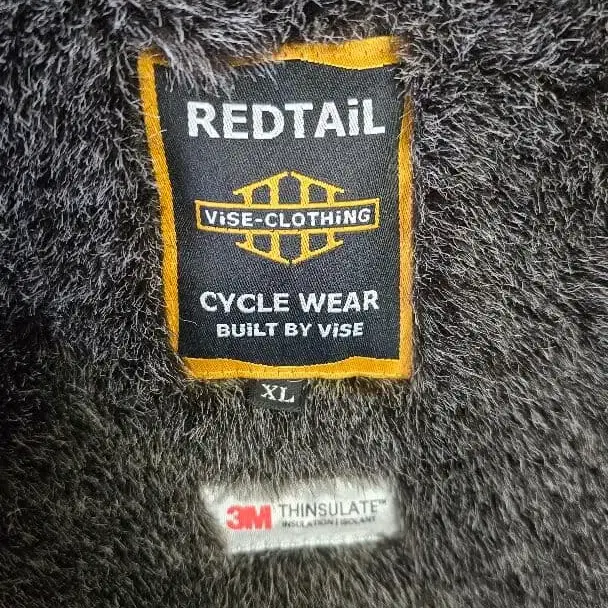 REDTAiL
ViSE-CLOTHiNG
CYCLE WEAR
BUiLT BY ViSE
XL
3M THINSULATE™
INSULATION | ISOLANT